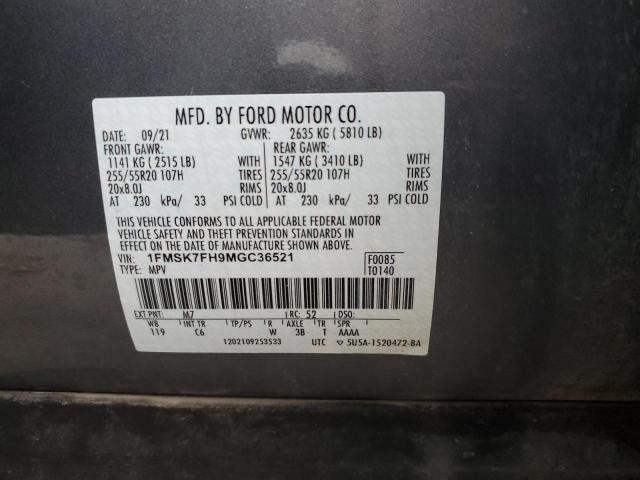 MFD. BY FORD MOTOR CO.
DATE: 09/21 GVWR: 2635 KG ( 5810 LB)
FRONT GAWR: REAR GAWR:
1141 KG ( 2515 LB) WITH 1547 KG ( 3410 LB) WITH
255/55R20 107H TIRES 255/55R20 107H TIRES
20x8.0J RIMS 20x8.0J RIMS
AT 230 kPa/ 33 PSI COLD AT 230 kPa/ 33 PSI COLD
THIS VEHICLE CONFORMS TO ALL APPLICABLE FEDERAL MOTOR
VEHICLE SAFETY AND THEFT PREVENTION STANDARDS
IN EFFECT ON THE DATE OF MANUFACTURE SHOWN ABOVE.
VIN: 1FMSK7FH9MGC36521 F0085
TYPE: MPV T0140
EXT PNT: M7 RC: 52 DSO:
WB INT TR TP/PS R AXLE TR SPR
119 C6 W 3B T AAAA
1202109253533 UTC ▽ 5U5A-1520472-BA